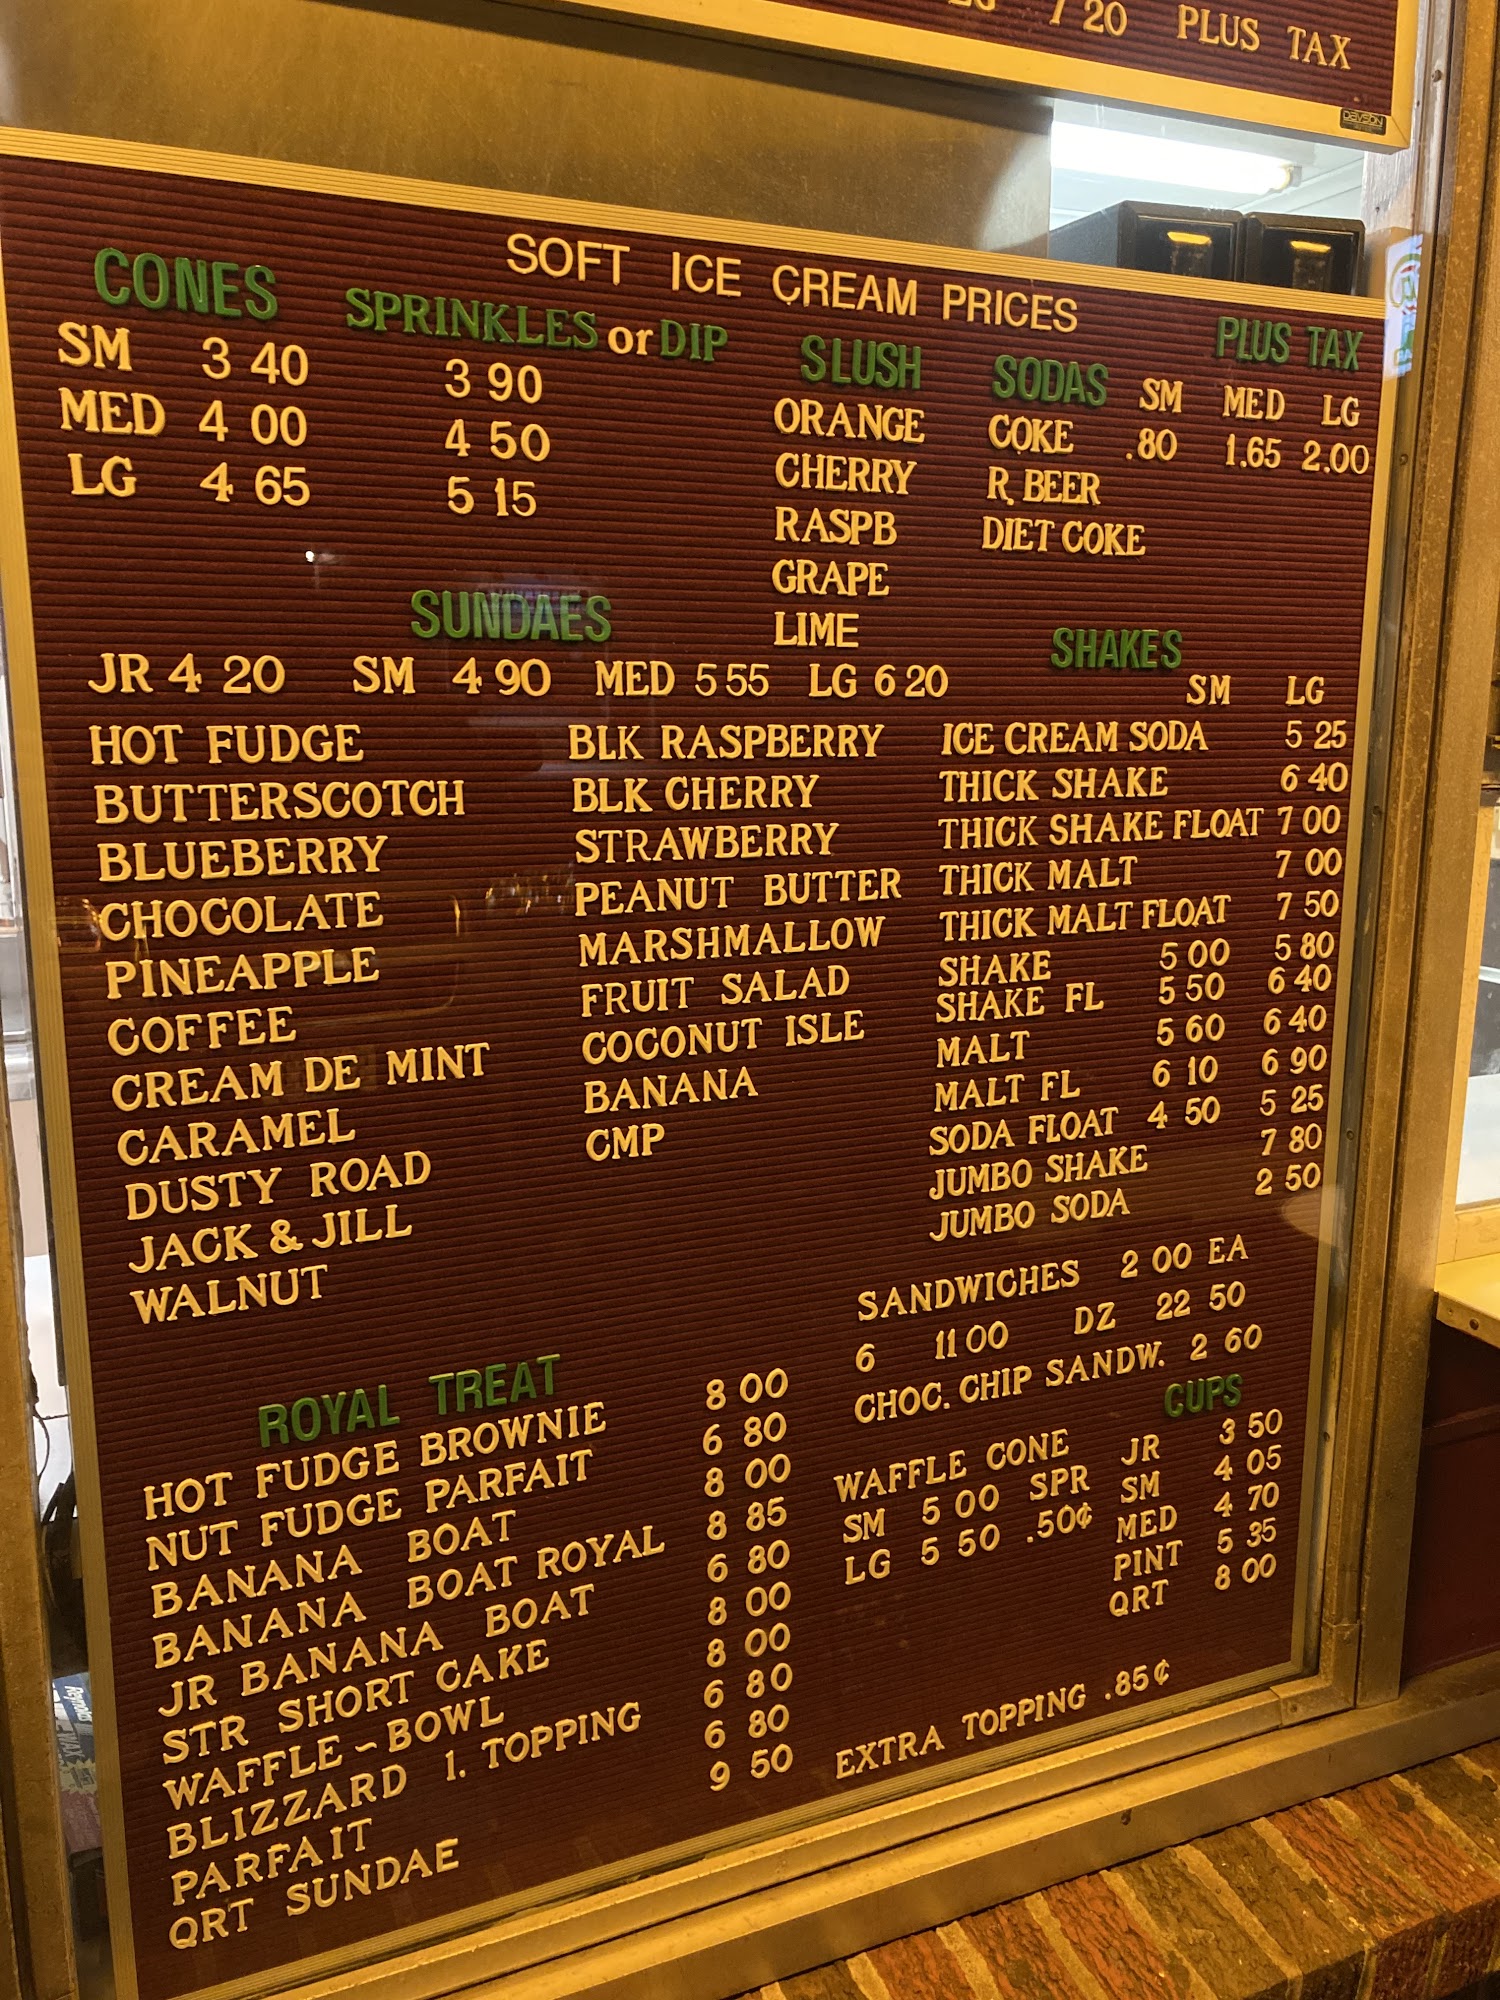 7 20 PLUS TAX
DAVSON
SOFT ICE CREAM PRICES
CONES SPRINKLES or DIP
SM 3 40 3 90
MED 4 00 4 50
LG 4 65 5 15
SLUSH
ORANGE
CHERRY
RASPB
GRAPE
LIME
PLUS TAX
SODAS SM MED LG
COKE .80 1.65 2.00
R. BEER
DIET COKE
SUNDAES
JR 4 20 SM 4 90 MED 5 55 LG 6 20
HOT FUDGE
BUTTERSCOTCH
BLUEBERRY
CHOCOLATE
PINEAPPLE
COFFEE
CREAM DE MINT
CARAMEL
DUSTY ROAD
JACK & JILL
WALNUT
BLK RASPBERRY
BLK CHERRY
STRAWBERRY
PEANUT BUTTER
MARSHMALLOW
FRUIT SALAD
COCONUT ISLE
BANANA
CMP
SHAKES
SM LG
ICE CREAM SODA 5 25
THICK SHAKE 6 40
THICK SHAKE FLOAT 7 00
THICK MALT 7 00
THICK MALT FLOAT 7 50
SHAKE 5 00 5 80
SHAKE FL 5 50 6 40
MALT 5 60 6 40
MALT FL 6 10 6 90
SODA FLOAT 4 50 5 25
JUMBO SHAKE 7 80
JUMBO SODA 2 50
SANDWICHES 2 00 EA
6 11 00 DZ 22 50
CHOC. CHIP SANDW. 2 60
ROYAL TREAT
HOT FUDGE BROWNIE 8 00
NUT FUDGE PARFAIT 6 80
BANANA BOAT 8 00
BANANA BOAT ROYAL 8 85
JR BANANA BOAT 6 80
STR SHORT CAKE 8 00
WAFFLE~BOWL 8 00
BLIZZARD 1. TOPPING 6 80
PARFAIT 6 80
QRT SUNDAE 9 50
WAFFLE CONE
SM 5 00 SPR
LG 5 50 .50¢
CUPS
JR 3 50
SM 4 05
MED 4 70
PINT 5 35
QRT 8 00
EXTRA TOPPING .85¢
Reynolds
WAX